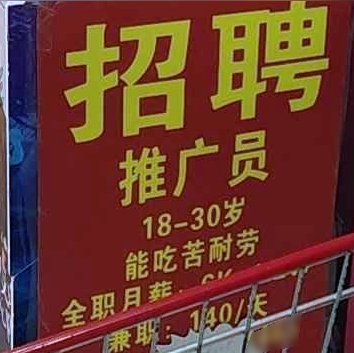 招聘
推广员
18-30岁
能吃苦耐劳
全职月薪：6K
兼职：140/天